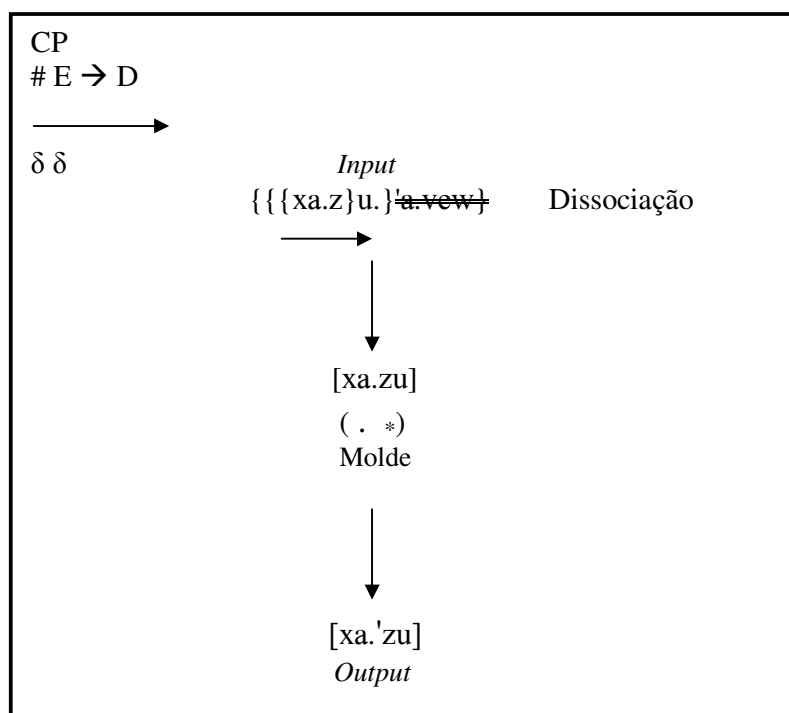 CP
# E → D
δ δ
Input
{{{xa.z}u.}'a.vew} Dissociação
[xa.zu]
( . *)
Molde
[xa.'zu]
Output